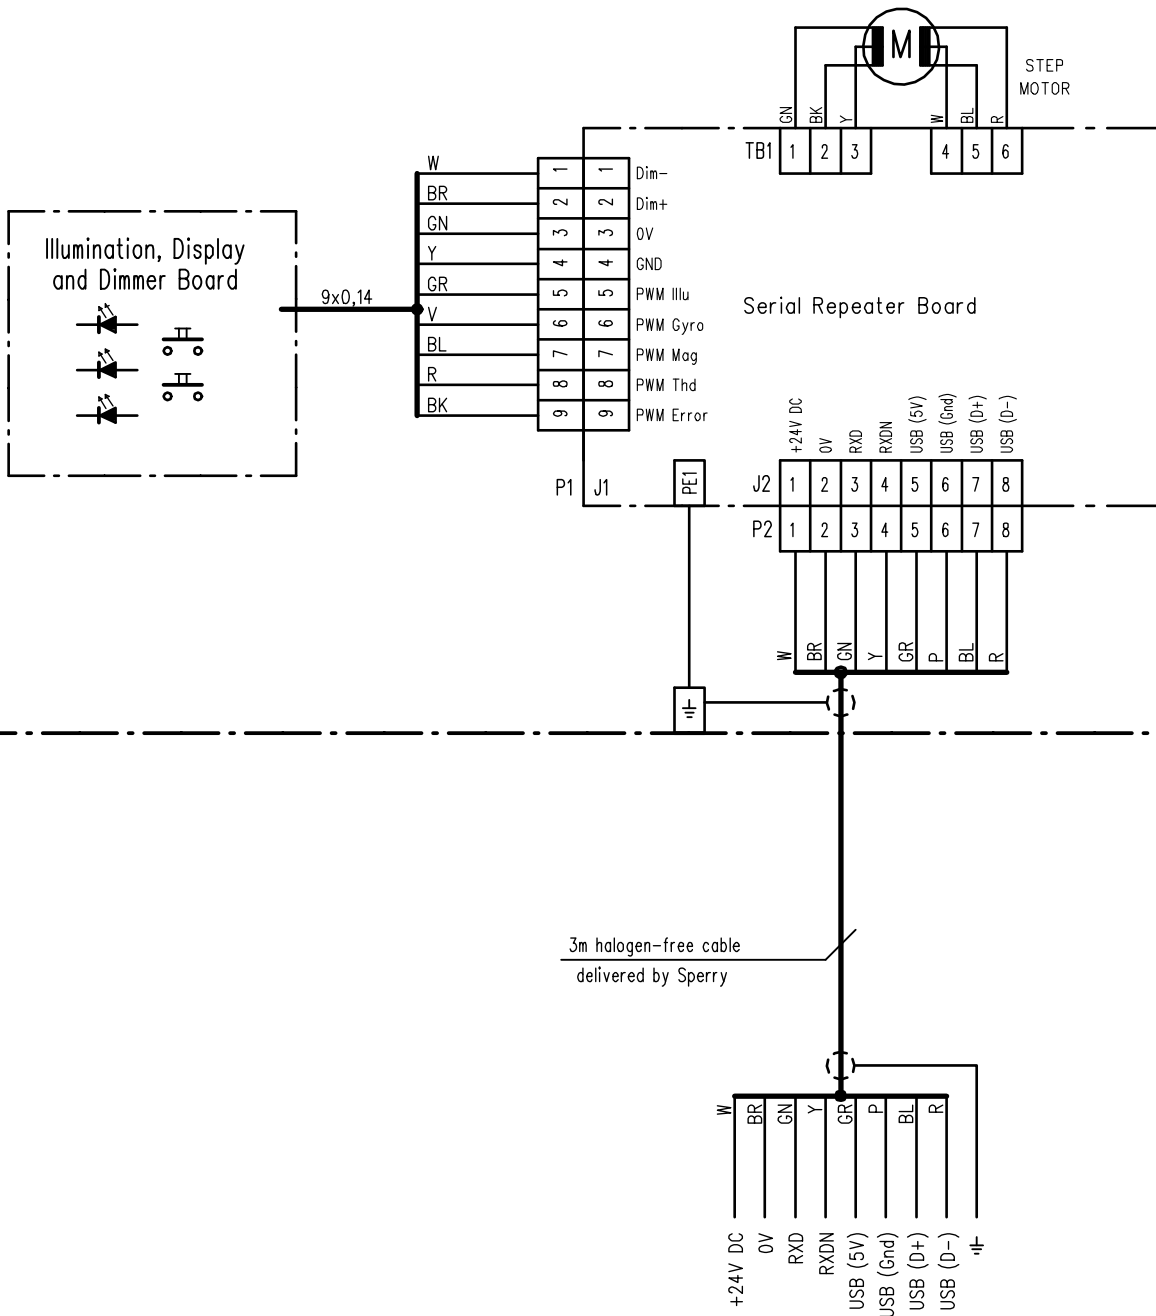 M
STEP
MOTOR
GN
BK
Y
W
BL
R
TB1 1 2 3 4 5 6
W 1 1 Dim-
BR 2 2 Dim+
GN 3 3 0V
Y 4 4 GND
GR 5 5 PWM Illu
V 6 6 PWM Gyro
BL 7 7 PWM Mag
R 8 8 PWM Thd
BK 9 9 PWM Error
Illumination, Display
and Dimmer Board
9x0,14
Serial Repeater Board
P1 J1
PE1
+24V DC
0V
RXD
RXDN
USB (5V)
USB (Gnd)
USB (D+)
USB (D-)
J2 1 2 3 4 5 6 7 8
P2 1 2 3 4 5 6 7 8
W
BR
GN
Y
GR
P
BL
R
3m halogen-free cable
delivered by Sperry
W
BR
GN
Y
GR
P
BL
R
+24V DC
0V
RXD
RXDN
USB (5V)
USB (Gnd)
USB (D+)
USB (D-)